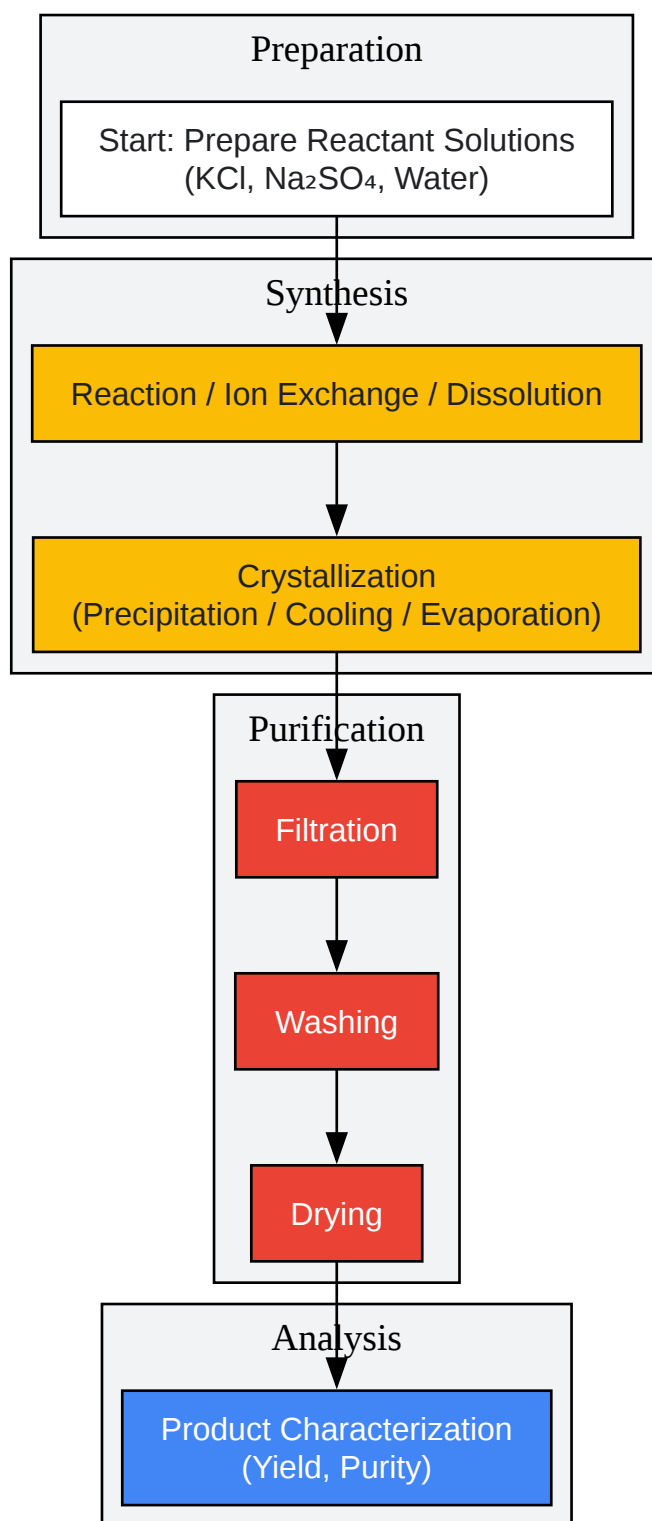 Preparation
Start: Prepare Reactant Solutions
(KCl, Na₂SO₄, Water)
Synthesis
Reaction / Ion Exchange / Dissolution
Crystallization
(Precipitation / Cooling / Evaporation)
Purification
Filtration
Washing
Drying
Analysis
Product Characterization
(Yield, Purity)